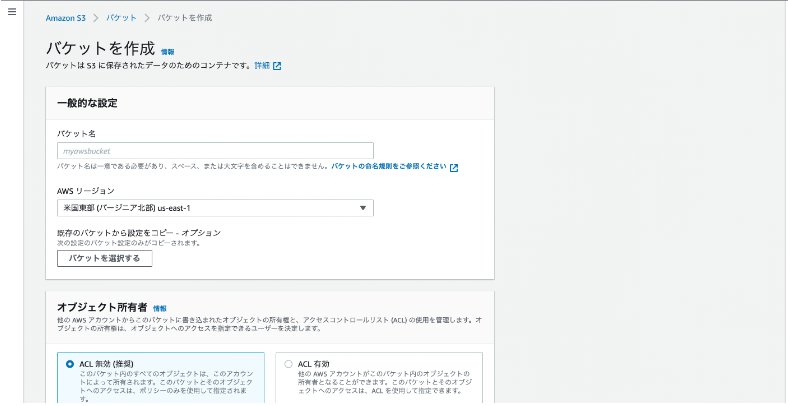 Amazon S3 > バケット > バケットを作成
バケットを作成 情報
バケットは S3 に保存されたデータのためのコンテナです。詳細
一般的な設定
バケット名
myawsbucket
バケット名は一意である必要があり、スペース、または大文字を含めることはできません。バケットの命名規則をご参照ください
AWS リージョン
米国東部 (バージニア北部) us-east-1
既存のバケットから設定をコピー - オプション
次の設定のバケット設定のみがコピーされます。
バケットを選択する
オブジェクト所有者 情報
他の AWS アカウントからこのバケットに書き込まれたオブジェクトの所有権と、アクセスコントロールリスト (ACL) の使用を管理します。オ
ブジェクトの所有権は、オブジェクトへのアクセスを指定できるユーザーを決定します。
ACL 無効 (推奨)
このバケット内のすべてのオブジェクトは、このアカウン
トによって所有されます。このバケットとそのオブジェク
トへのアクセスは、ポリシーのみを使用して指定されま
す。
ACL 有効
他の AWS アカウントがこのバケット内のオブジェクトの
所有者となることができます。このバケットとそのオブジ
ェクトへのアクセスは、ACL を使用して指定できます。